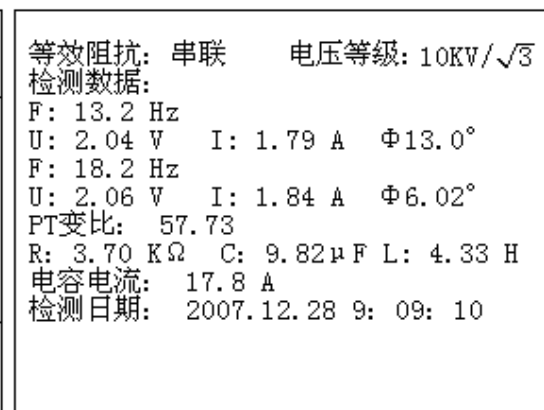 等效阻抗: 串联 电压等级: 10KV/√3
检测数据:
F: 13.2 Hz
U: 2.04 V I: 1.79 A Φ13.0°
F: 18.2 Hz
U: 2.06 V I: 1.84 A Φ6.02°
PT变比: 57.73
R: 3.70 KΩ C: 9.82μF L: 4.33 H
电容电流: 17.8 A
检测日期: 2007.12.28 9: 09: 10